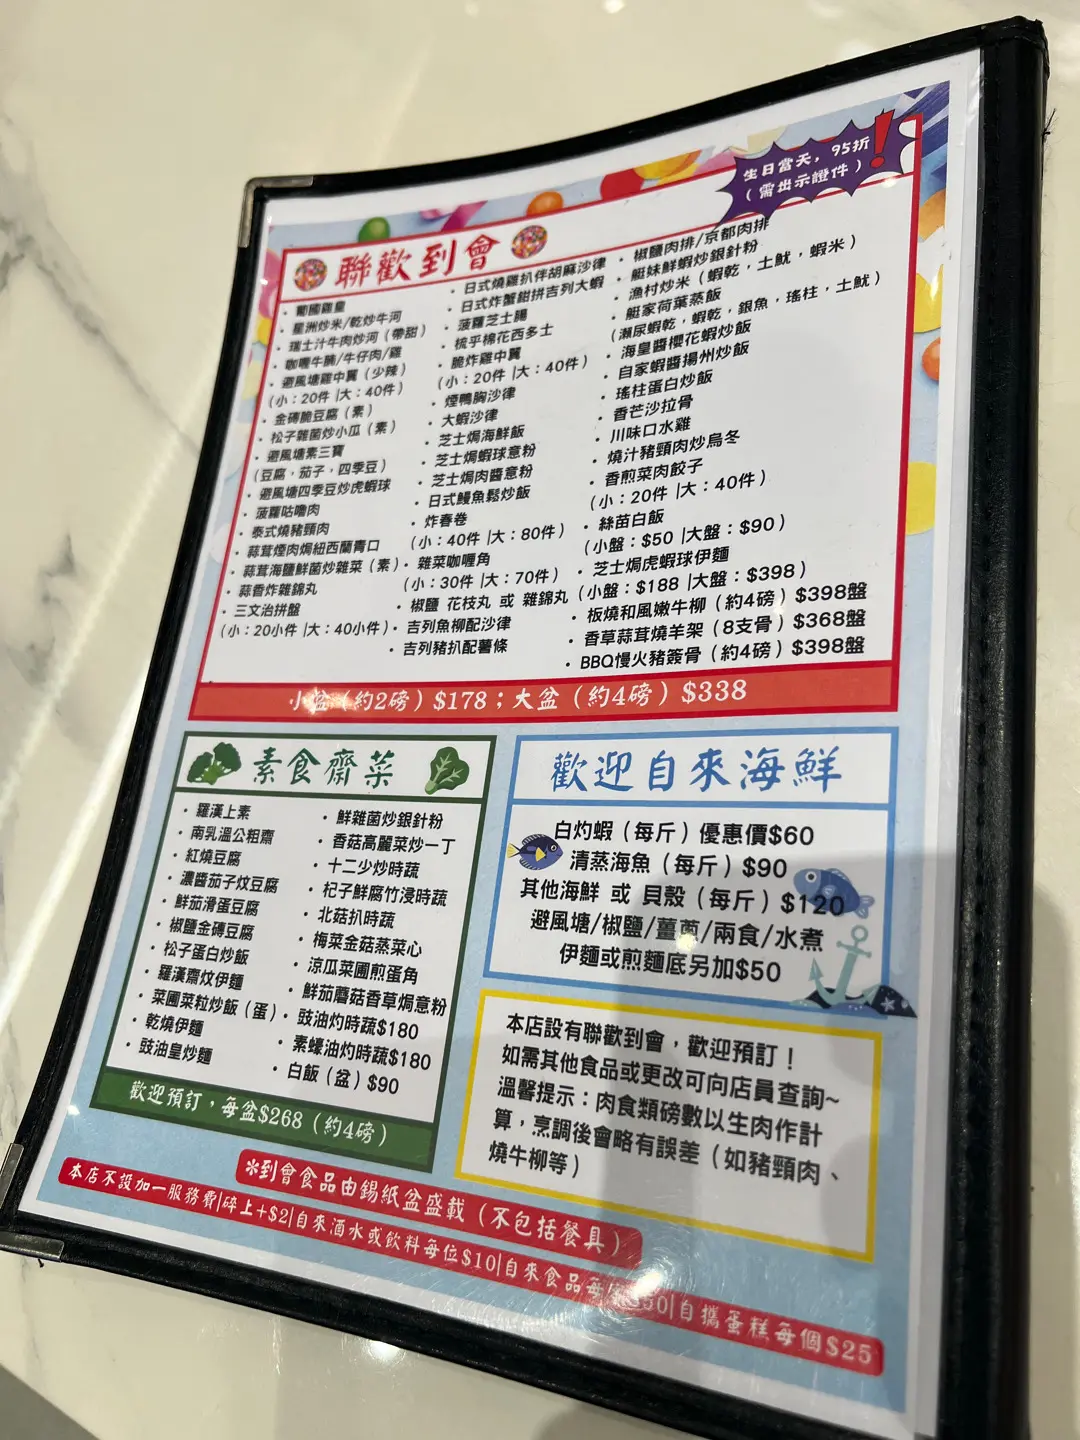 生日當天，95折
（需出示證件）
聯歡到會
・葡國雞皇
・星洲炒米/乾炒牛河
・瑞士汁牛肉炒河（帶甜）
・咖喱牛腩/牛仔肉/雞
・避風塘雞中翼（少辣）
（小：20件 |大：40件）
・金磚脆豆腐（素）
・松子雜菌炒小瓜（素）
・避風塘素三寶
（豆腐，茄子，四季豆）
・避風塘四季豆炒虎蝦球
・菠蘿咕嚕肉
・泰式燒豬頸肉
・蒜茸煙肉焗紐西蘭青口
・蒜茸海鹽鮮菌炒雜菜（素）
・蒜香炸雜錦丸
・三文治拼盤
（小：20小件 |大：40小件）
・日式燒雞扒伴胡麻沙律
・日式炸蟹鉗拼吉列大蝦
・菠蘿芝士腸
・梳乎棉花西多士
・脆炸雞中翼
（小：20件 |大：40件）
・煙鴨胸沙律
・大蝦沙律
・芝士焗海鮮飯
・芝士焗蝦球意粉
・芝士焗肉醬意粉
・日式鰻魚鬆炒飯
・炸春卷
（小：40件 |大：80件）
・雜菜咖喱角
（小：30件 |大：70件）
・椒鹽 花枝丸 或 雜錦丸
・吉列魚柳配沙律
・吉列豬扒配薯條
・椒鹽肉排/京都肉排
・艇妹鮮蝦炒銀針粉
・漁村炒米（蝦乾，土魷，蝦米）
・艇家荷葉蒸飯
（瀨尿蝦乾，蝦乾，銀魚，瑤柱，土魷）
・海皇醬櫻花蝦炒飯
・自家蝦醬揚州炒飯
・瑤柱蛋白炒飯
・香芒沙拉骨
・川味口水雞
・燒汁豬頸肉炒烏冬
・香煎菜肉餃子
（小：20件 |大：40件）
・絲苗白飯
（小盤：$50 |大盤：$90）
・芝士焗虎蝦球伊麵
（小盤：$188 |大盤：$398）
・板燒和風嫩牛柳（約4磅）$398盤
・香草蒜茸燒羊架（8支骨）$368盤
・BBQ慢火豬簽骨（約4磅）$398盤
小盆（約2磅）$178；大盆（約4磅）$338
素食齋菜
・羅漢上素
・南乳溫公粗齋
・紅燒豆腐
・濃醬茄子炆豆腐
・鮮茄滑蛋豆腐
・椒鹽金磚豆腐
・松子蛋白炒飯
・羅漢齋炆伊麵
・菜圃菜粒炒飯（蛋）
・乾燒伊麵
・豉油皇炒麵
・鮮雜菌炒銀針粉
・香菇高麗菜炒一丁
・十二少炒時蔬
・杞子鮮腐竹浸時蔬
・北菇扒時蔬
・梅菜金菇蒸菜心
・涼瓜菜圃煎蛋角
・鮮茄蘑菇香草焗意粉
・豉油灼時蔬$180
・素蠔油灼時蔬$180
・白飯（盆）$90
歡迎預訂，每盆$268（約4磅）
歡迎自來海鮮
白灼蝦（每斤）優惠價$60
清蒸海魚（每斤）$90
其他海鮮 或 貝殼（每斤）$120
避風塘/椒鹽/薑蔥/兩食/水煮
伊麵或煎麵底另加$50
本店設有聯歡到會，歡迎預訂！
如需其他食品或更改可向店員查詢~
溫馨提示：肉食類磅數以生肉作計
算，烹調後會略有誤差（如豬頸肉、
燒牛柳等）
※到會食品由錫紙盆盛載（不包括餐具）
本店不設加一服務費|碎上+$2|自來酒水或飲料每位$10|自來食品每 |自攜蛋糕每個$25